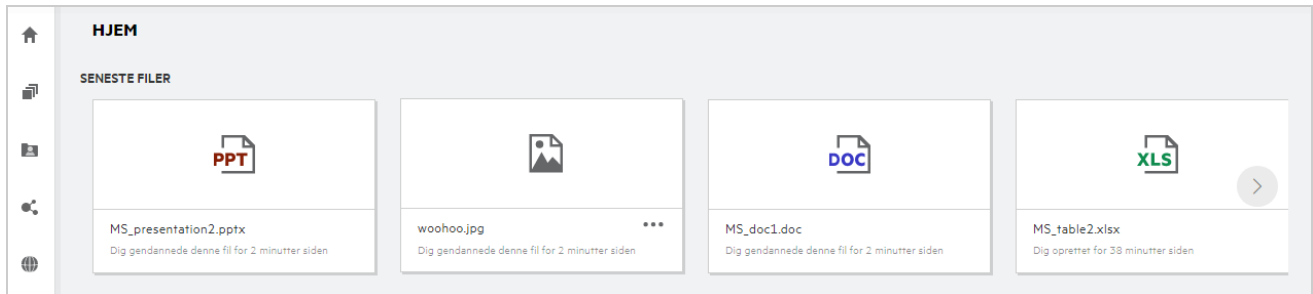 HJEM
SENESTE FILER
PPT
DOC
XLS
MS_presentation2.pptx
Dig gendannede denne fil for 2 minutter siden
woohoo.jpg
Dig gendannede denne fil for 2 minutter siden
MS_doc1.doc
Dig gendannede denne fil for 2 minutter siden
MS_table2.xlsx
Dig oprettet for 38 minutter siden